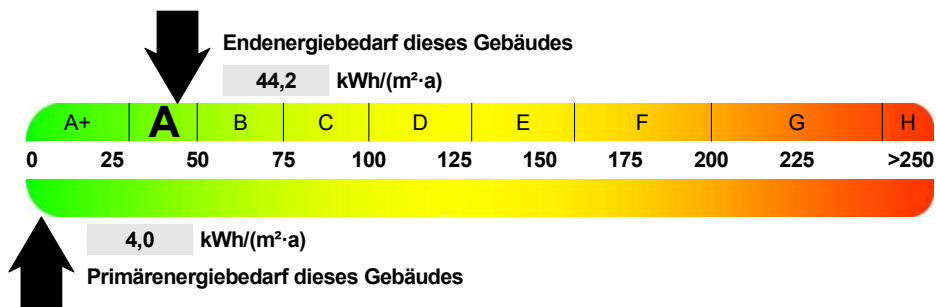 Endenergiebedarf dieses Gebäudes
44,2 kWh/(m²·a)
A+ A B C D E F G H
0 25 50 75 100 125 150 175 200 225 >250
4,0 kWh/(m²·a)
Primärenergiebedarf dieses Gebäudes